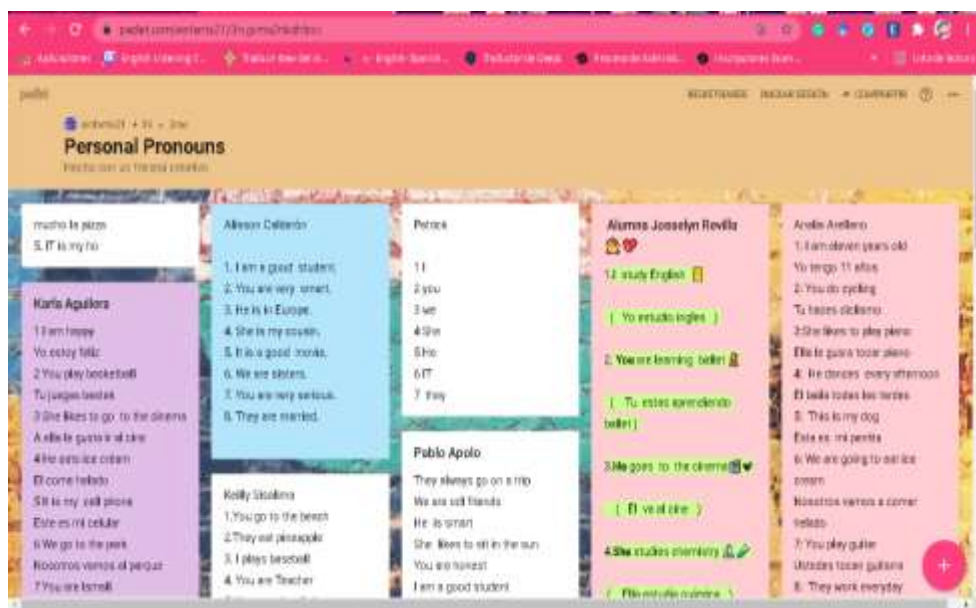 padlet
REGISTRARSE INICIAR SESIÓN COMPARTIR
Personal Pronouns
mucho la pizza
5. IT is my ho
Karla Aguilera
1 I am happy
Yo estoy feliz
2 You play basketball
Tu juegas basket
3 She likes to go to the cinema
A ella le gusta ir al cine
4 He eats ice cream
El come helado
5 It is my cell phone
Este es mi celular
6 We go to the park
Nosotros vamos al parque
7 You are
Alisson Calderón
1. I am a good student.
2. You are very smart.
3. He is in Europe.
4. She is my cousin.
5. It is a good movie.
6. We are sisters.
7. You are very serious.
8. They are married.
Keilly
1.You go to the beach
2.They eat pineapple
3. I plays baseball
4. You are Teacher
Patrick
1 I
2 you
3 we
4 She
5 He
6 IT
7 they
Pablo Apolo
They always go on a trip
We are friends
He is smart
She likes to sit in the sun
You are honest
I am a good student
Alumna Josselyn Revilla
1.I study English
( Yo estudio ingles )
2. You are learning ballet
( Tu estas aprendiendo
ballet )
3.He goes to the cinema
( Él va al cine )
4.She studies chemistry
( Ella estudia química )
Arellano
1. I am eleven years old
Yo tengo 11 años
2: You do cycling
Tu haces ciclismo
3:She likes to play piano
Ella le gusta tocar piano
4: He dances every afternoon
El baila todas las tardes
5: This is my dog
Esta es mi perrita
6: We are going to eat ice
cream
Nosotros vamos a comer
helado
7: You play guitar
Ustedes tocan guitarra
8: They work everyday